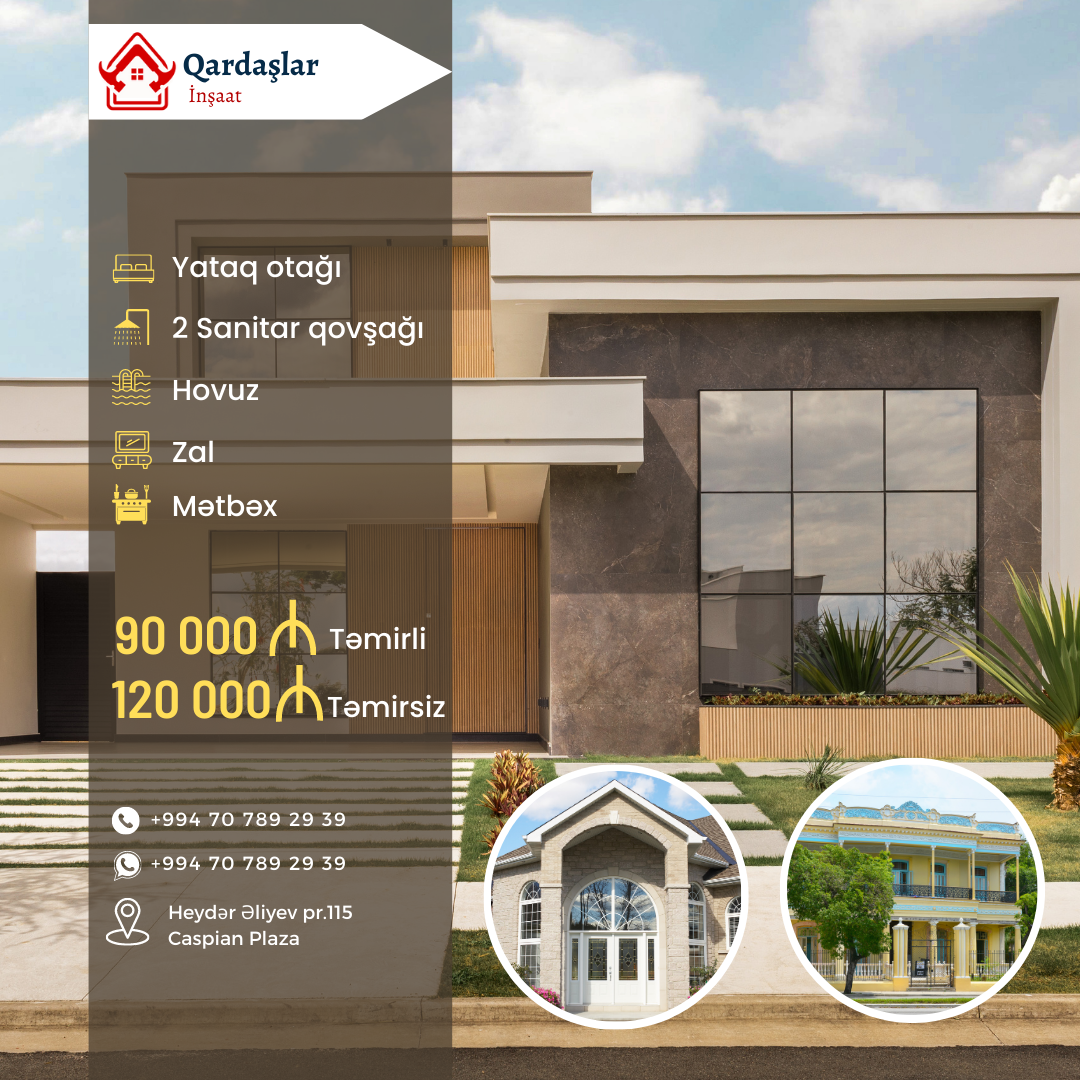 Qardaşlar
İnşaat
Yataq otağı
2 Sanitar qovşağı
Hovuz
Zal
Mətbəx
90 000 ₼ Təmirli
120 000 ₼ Təmirsiz
+994 70 789 29 39
+994 70 789 29 39
Heydər Əliyev pr.115
Caspian Plaza